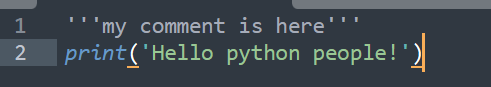 1 '''my comment is here'''
2 print('Hello python people!')